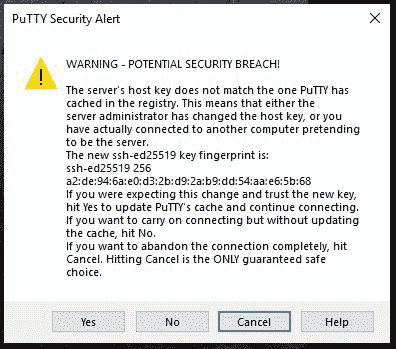 PuTTY Security Alert
WARNING - POTENTIAL SECURITY BREACH!
The server's host key does not match the one PuTTY has
cached in the registry. This means that either the
server administrator has changed the host key, or you
have actually connected to another computer pretending
to be the server.
The new ssh-ed25519 key fingerprint is:
ssh-ed25519 256
a2:de:94:6a:e0:d3:2b:d9:2a:b9:dd:54:aa:e6:5b:68
If you were expecting this change and trust the new key,
hit Yes to update PuTTY's cache and continue connecting.
If you want to carry on connecting but without updating
the cache, hit No.
If you want to abandon the connection completely, hit
Cancel. Hitting Cancel is the ONLY guaranteed safe
choice.
Yes No Cancel Help